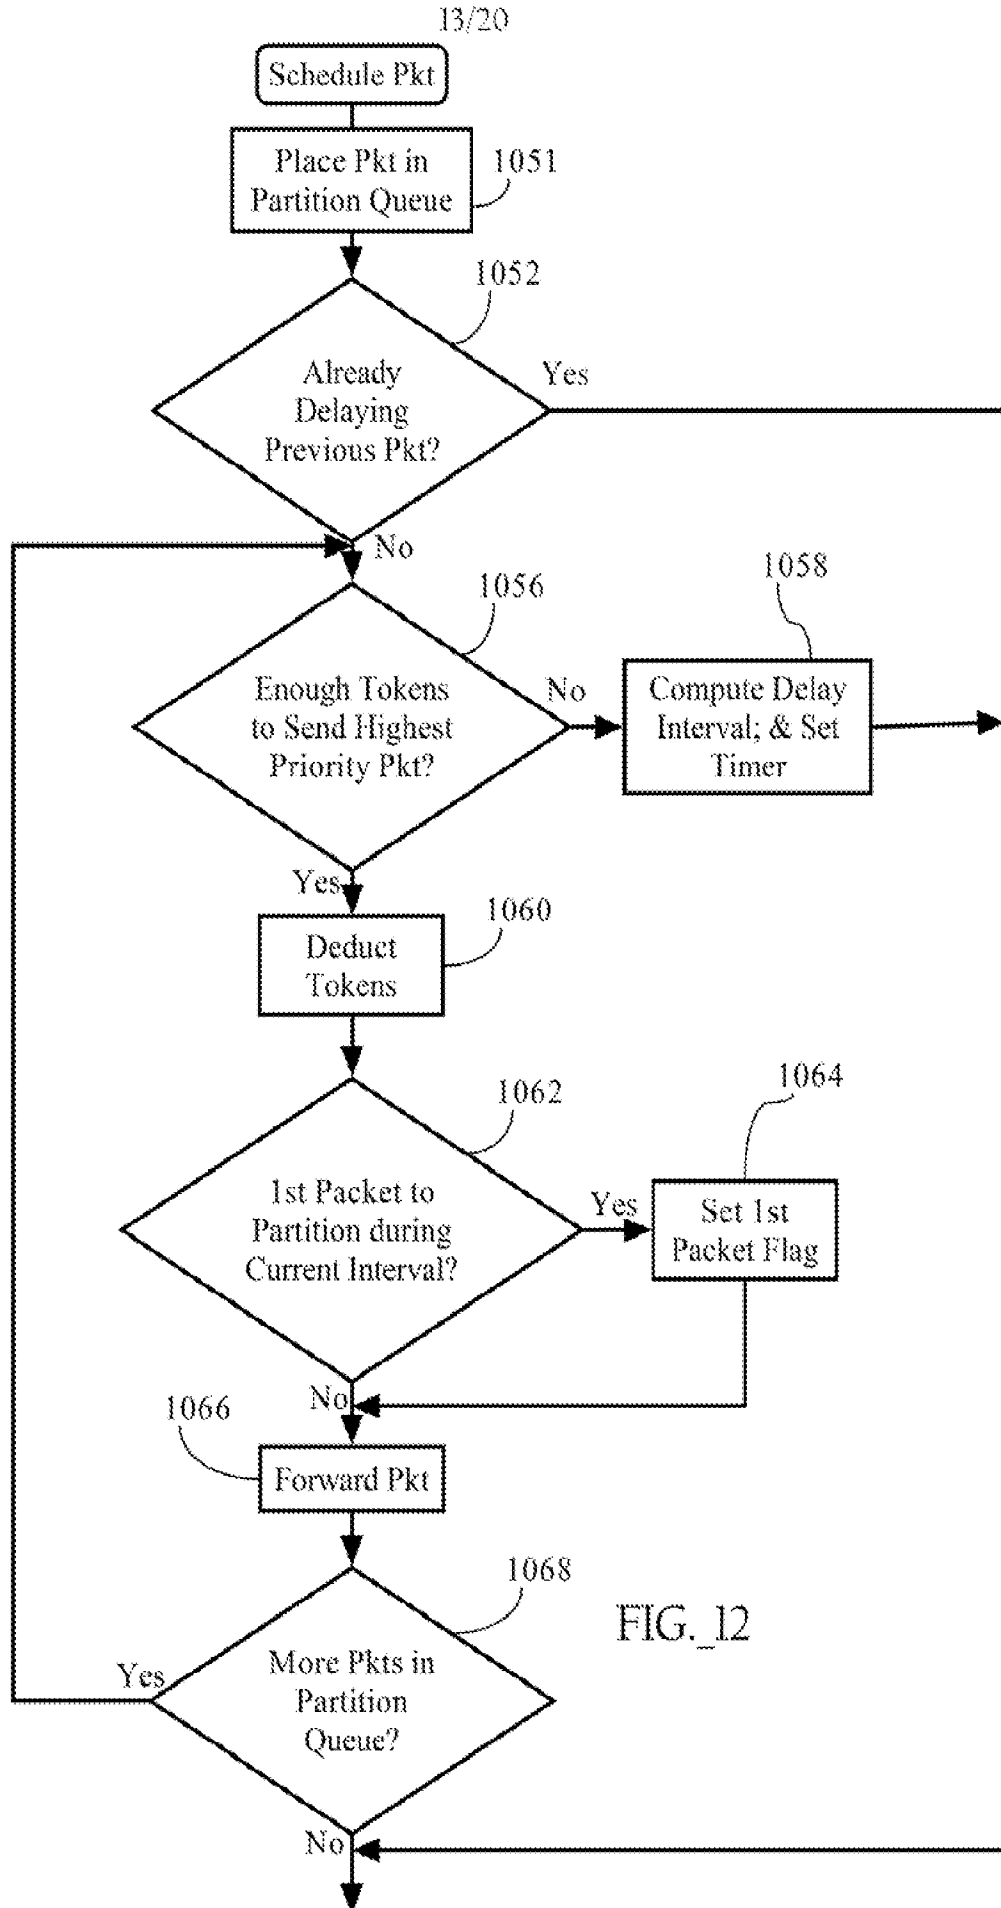 13/20
Schedule Pkt
Place Pkt in
Partition Queue
1051
1052
Already
Delaying
Previous Pkt?
Yes
No
1056
Enough Tokens
to Send Highest
Priority Pkt?
No
1058
Compute Delay
Interval; & Set
Timer
Yes
1060
Deduct
Tokens
1062
1st Packet to
Partition during
Current Interval?
Yes
1064
Set 1st
Packet Flag
No
1066
Forward Pkt
1068
More Pkts in
Partition
Queue?
Yes
No
FIG._12